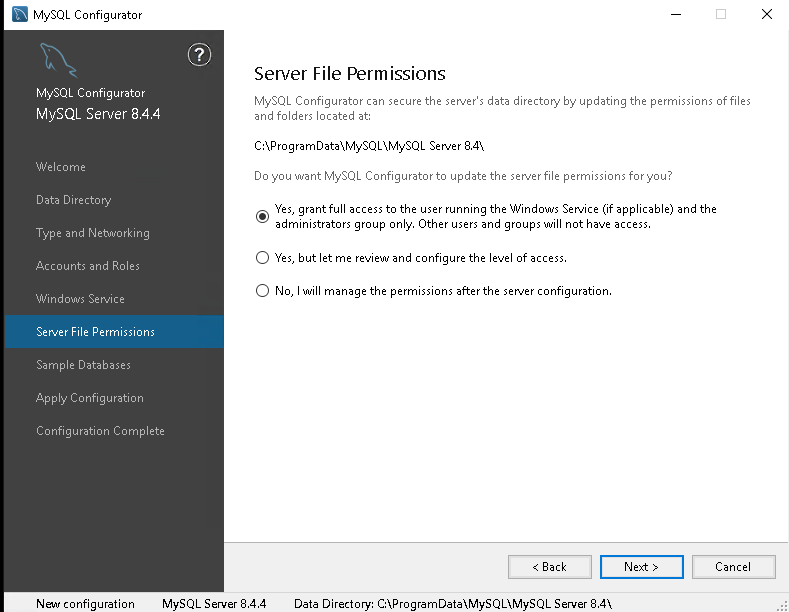 MySQL Configurator
?
MySQL Configurator
MySQL Server 8.4.4
Welcome
Data Directory
Type and Networking
Accounts and Roles
Windows Service
Server File Permissions
Sample Databases
Apply Configuration
Configuration Complete
Server File Permissions
MySQL Configurator can secure the server's data directory by updating the permissions of files
and folders located at:
C:\ProgramData\MySQL\MySQL Server 8.4\
Do you want MySQL Configurator to update the server file permissions for you?
Yes, grant full access to the user running the Windows Service (if applicable) and the
administrators group only. Other users and groups will not have access.
Yes, but let me review and configure the level of access.
No, I will manage the permissions after the server configuration.
< Back
Next >
Cancel
New configuration
MySQL Server 8.4.4
Data Directory: C:\ProgramData\MySQL\MySQL Server 8.4\